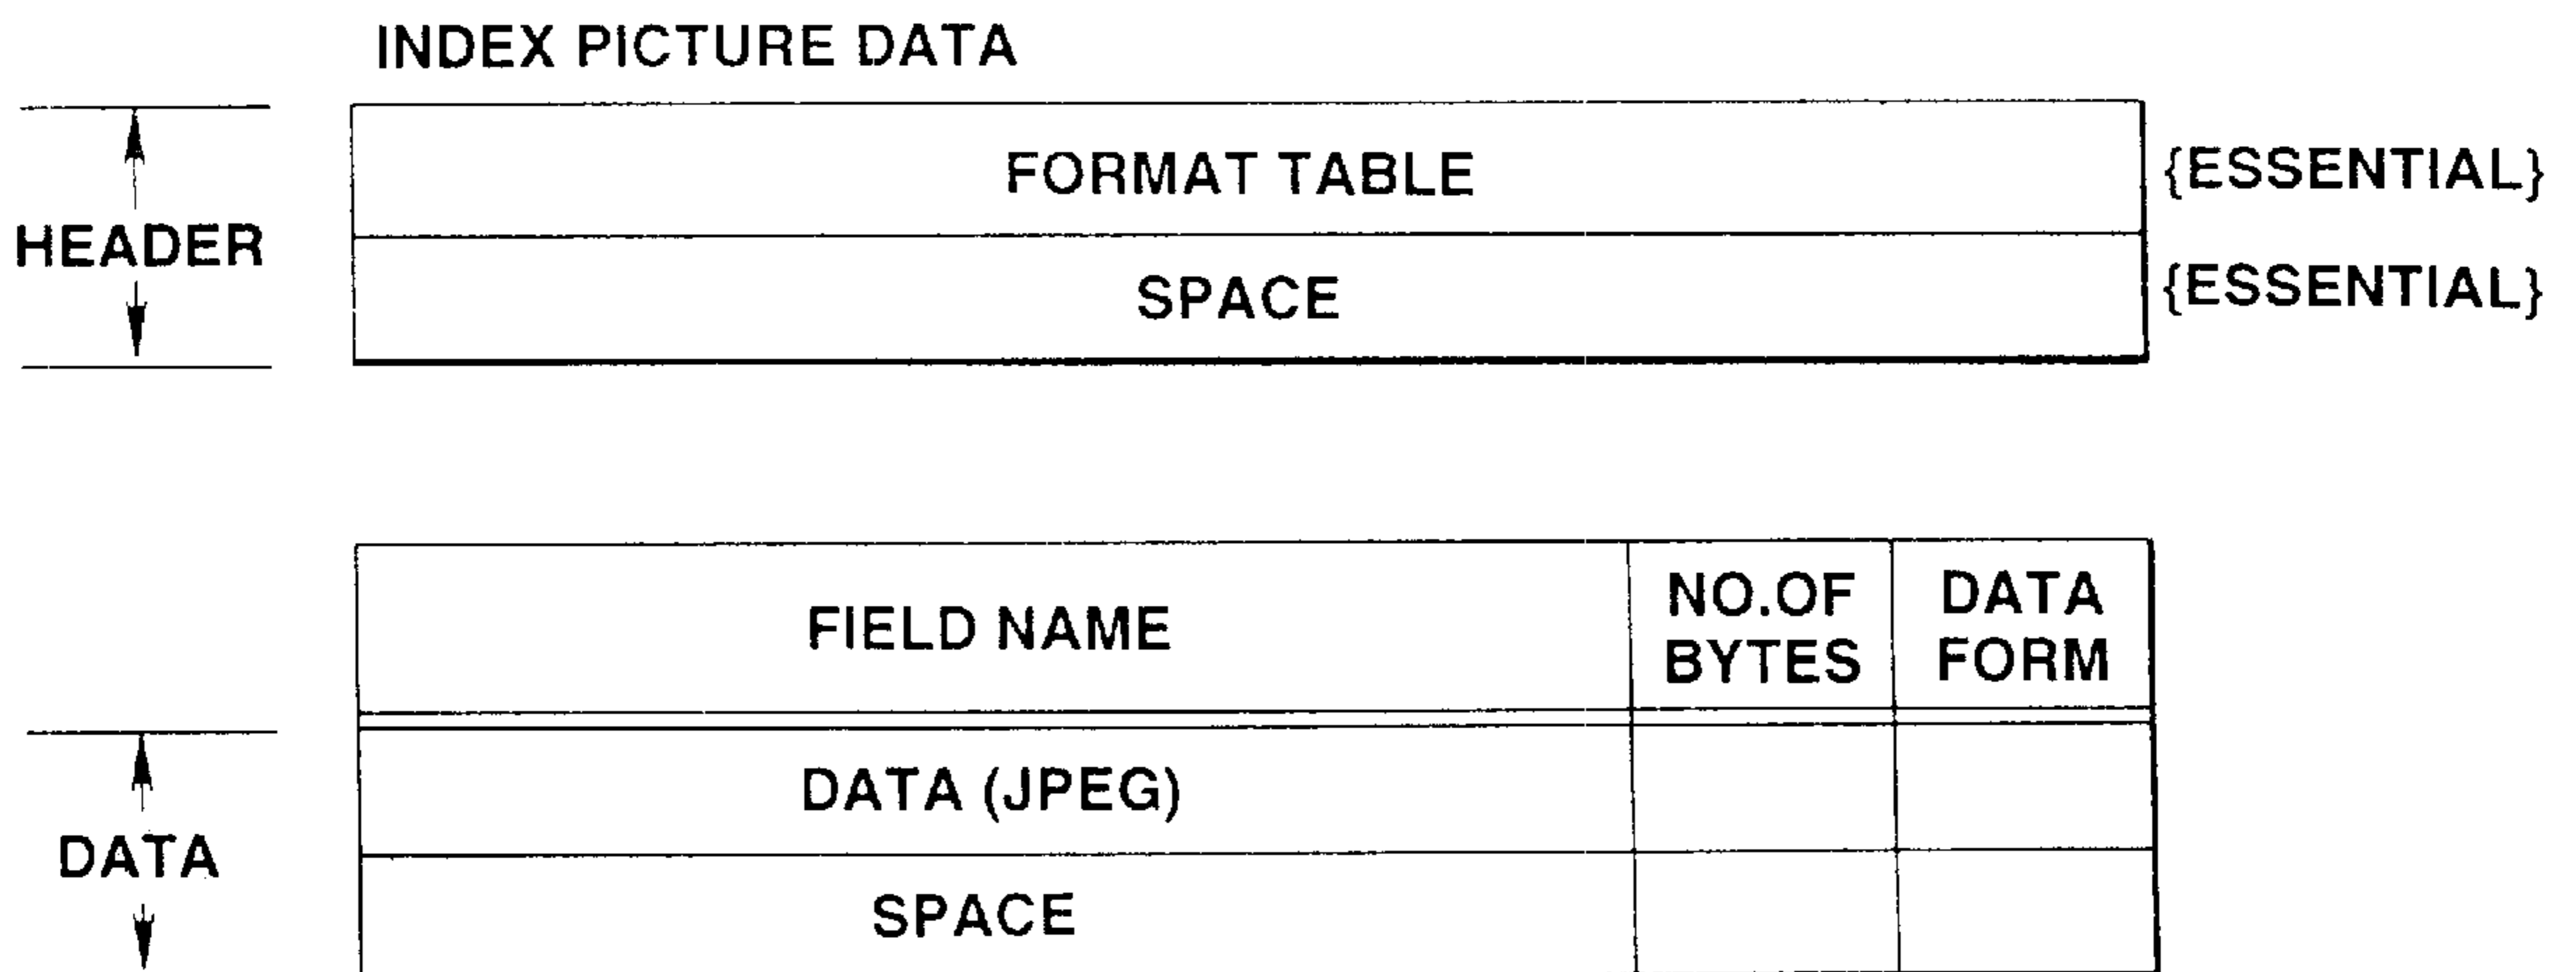 INDEX PICTURE DATA
FORMAT TABLE {ESSENTIAL}
HEADER
SPACE {ESSENTIAL}
FIELD NAME NO.OF BYTES DATA FORM
DATA (JPEG)
DATA
SPACE